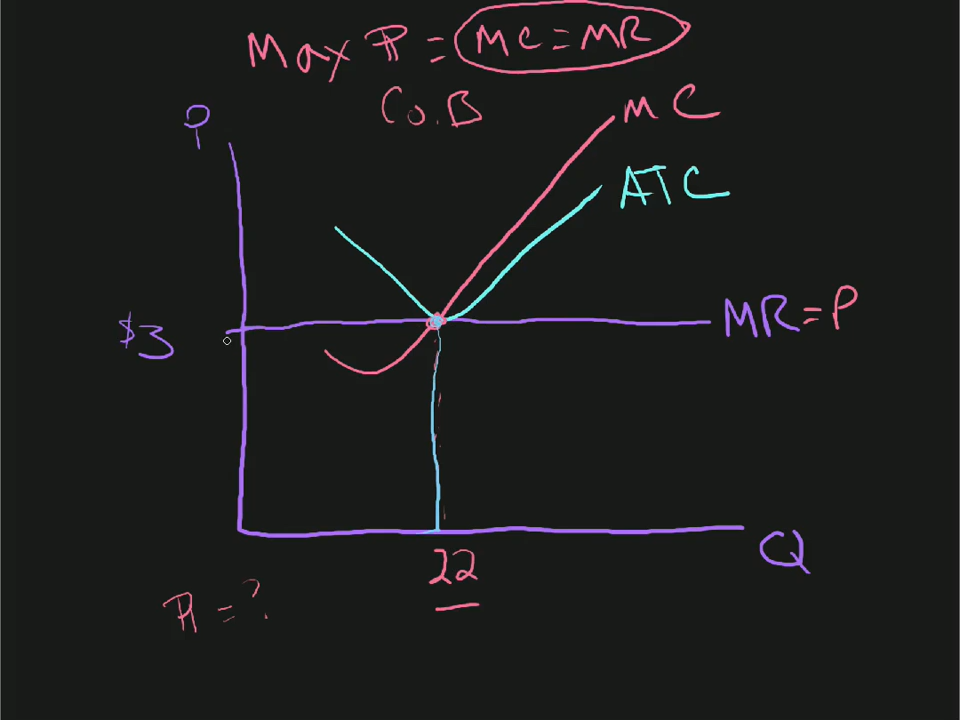 Max π = MC = MR
Co. B
P
MC
ATC
$3
MR = P
22
Q
π = ?